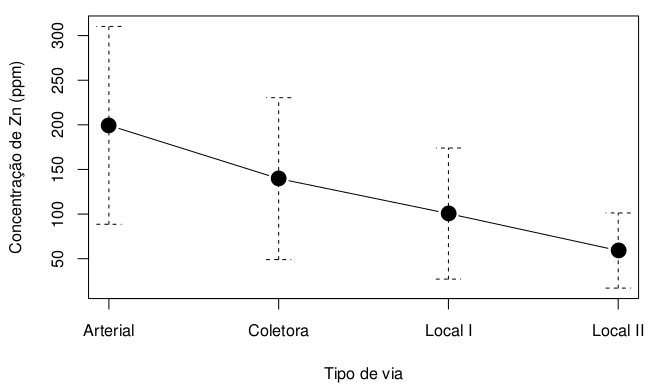 Concentração de Zn (ppm)
300
250
200
150
100
50
Arterial
Coletora
Local I
Local II
Tipo de via